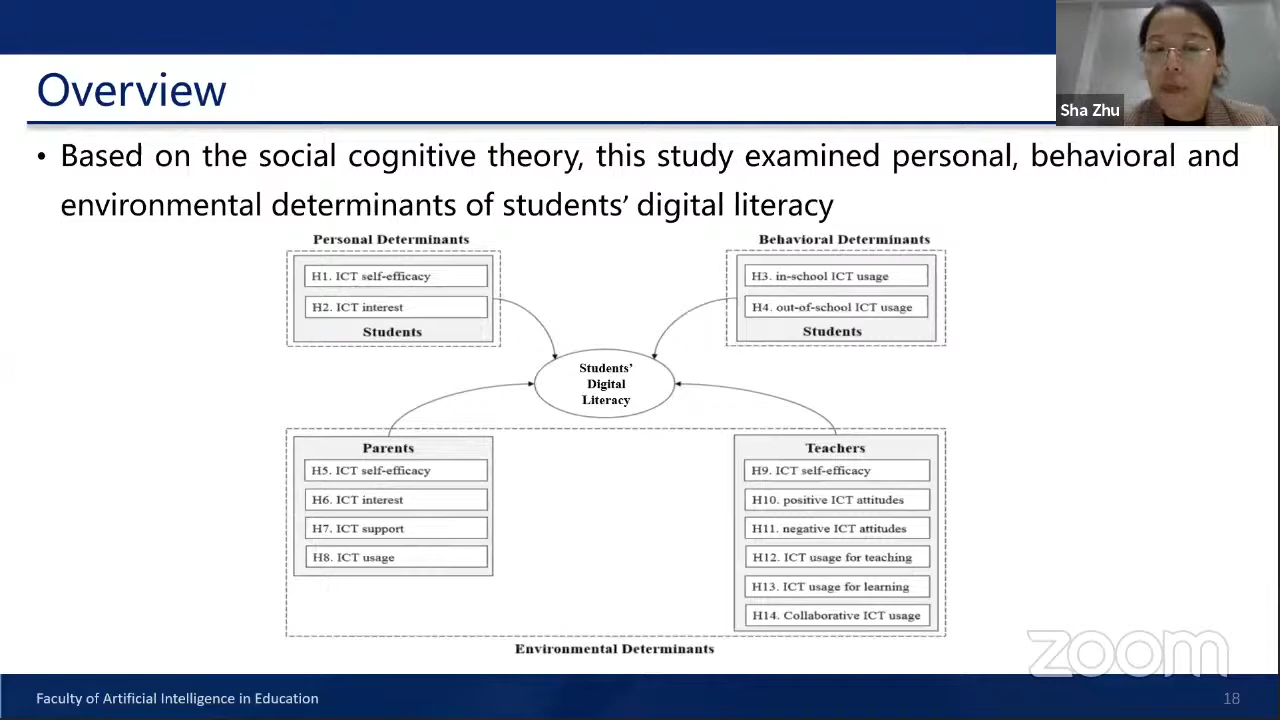 Overview
Sha Zhu
• Based on the social cognitive theory, this study examined personal, behavioral and
environmental determinants of students’ digital literacy
Personal Determinants
H1. ICT self-efficacy
H2. ICT interest
Students
Behavioral Determinants
H3. in-school ICT usage
H4. out-of-school ICT usage
Students
Students’
Digital
Literacy
Parents
H5. ICT self-efficacy
H6. ICT interest
H7. ICT support
H8. ICT usage
Teachers
H9. ICT self-efficacy
H10. positive ICT attitudes
H11. negative ICT attitudes
H12. ICT usage for teaching
H13. ICT usage for learning
H14. Collaborative ICT usage
Environmental Determinants
zoom
Faculty of Artificial Intelligence in Education
18